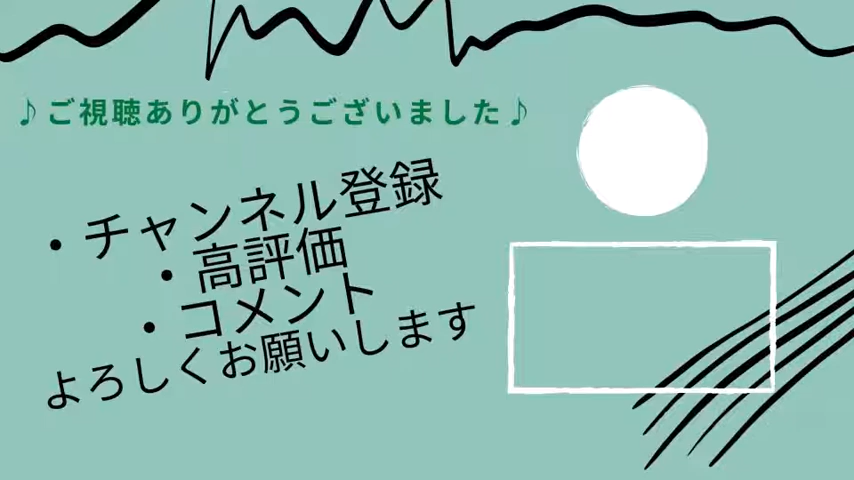 ♪ご視聴ありがとうございました♪
・チャンネル登録
・高評価
・コメント
よろしくお願いします